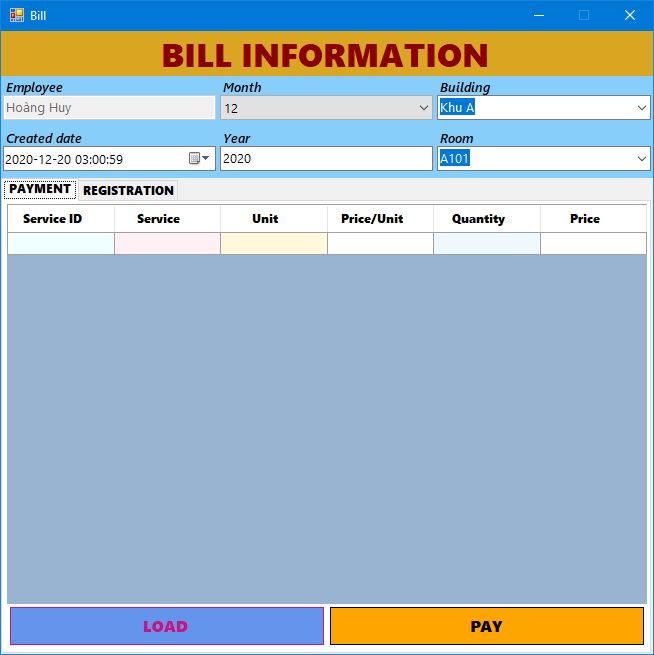 Bill
BILL INFORMATION
Employee Month Building
Hoàng Huy 12 Khu A
Created date Year Room
2020-12-20 03:00:59 2020 A101
PAYMENT REGISTRATION
Service ID Service Unit Price/Unit Quantity Price
LOAD PAY